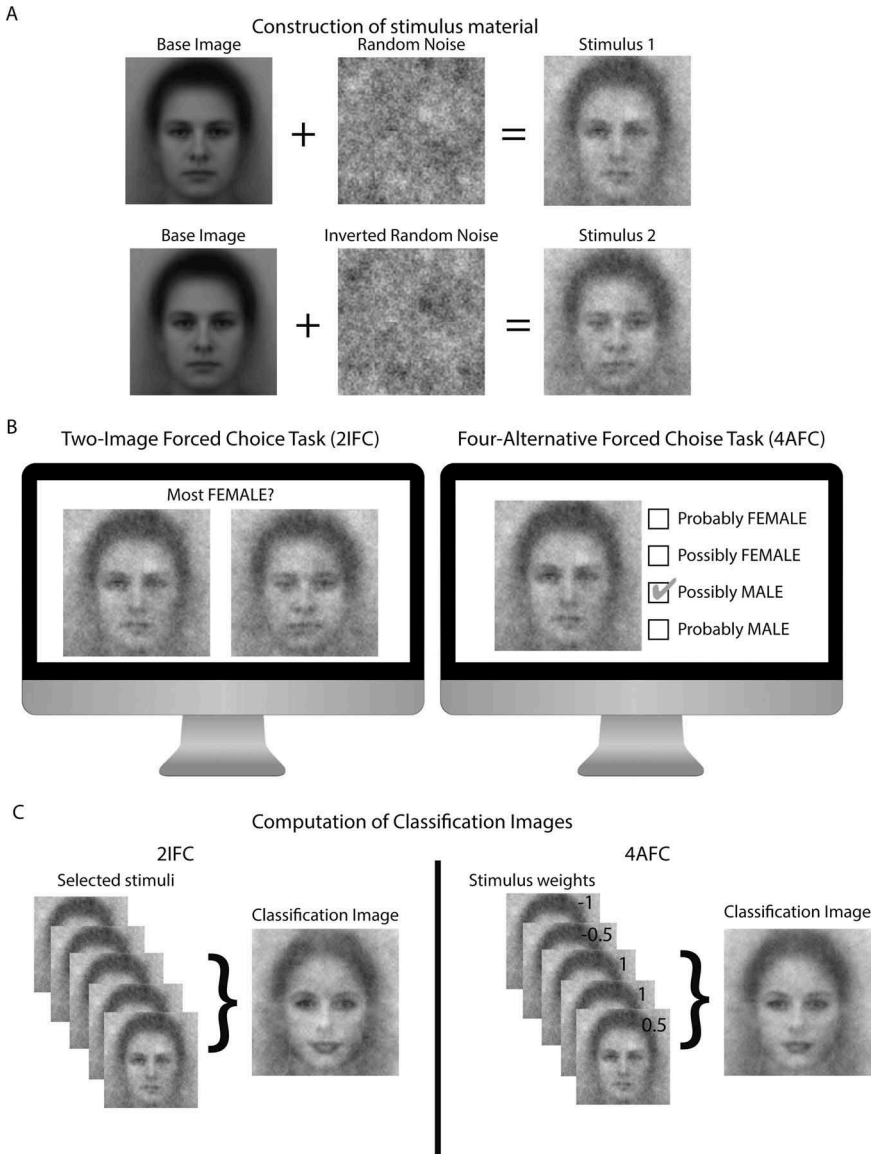 A
Construction of stimulus material
Base Image
Random Noise
Stimulus 1
+
=
Base Image
Inverted Random Noise
Stimulus 2
+
=
B
Two-Image Forced Choice Task (2IFC)
Four-Alternative Forced Choise Task (4AFC)
Most FEMALE?
Probably FEMALE
Possibly FEMALE
Possibly MALE
Probably MALE
C
Computation of Classification Images
2IFC
4AFC
Selected stimuli
Classification Image
}
Stimulus weights
Classification Image
-1
-0.5
1
1
0.5
}